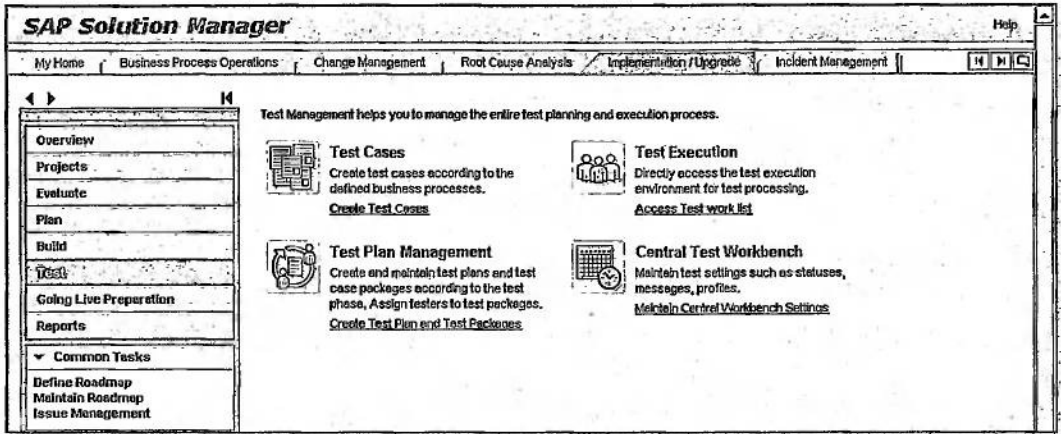 SAP Solution Manager
Help
My Home
Business Process Operations
Change Management
Root Cause Analysis
Implementation / Upgrade
Incident Management
Overview
Projects
Evaluate
Plan
Build
Test
Going Live Preparation
Reports
Common Tasks
Define Roadmap
Maintain Roadmap
Issue Management
Test Management helps you to manage the entire test planning and execution process.
Test Cases
Create test cases according to the
defined business processes.
Create Test Cases
Test Execution
Directly access the test execution
environment for test processing.
Access Test work list
Test Plan Management
Create and maintain test plans and test
case packages according to the test
phase, Assign testers to test packages.
Create Test Plan and Test Packages
Central Test Workbench
Maintain test settings such as statuses,
messages, profiles.
Maintain Central Workbench Settings